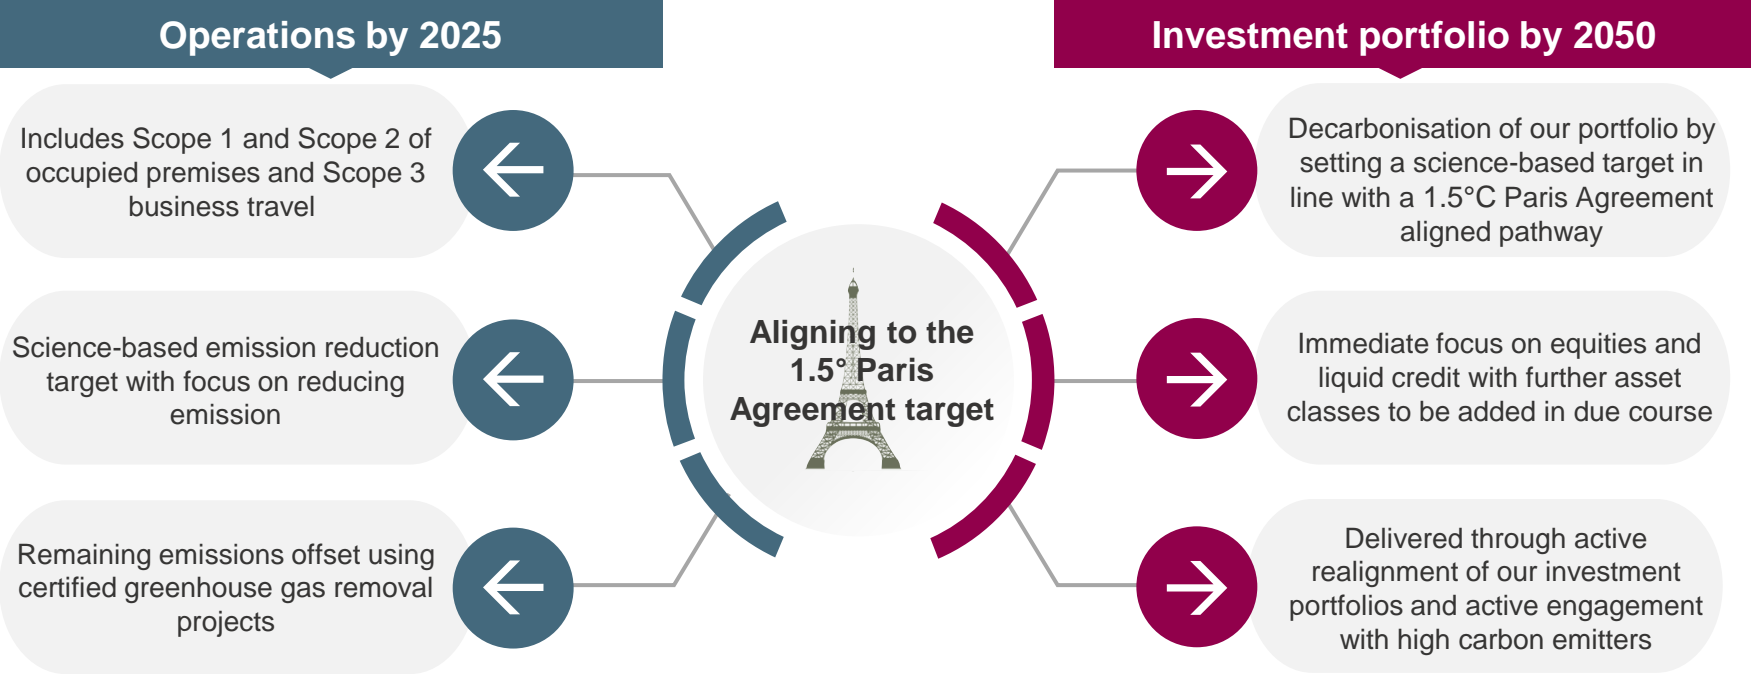 Operations by 2025
Includes Scope 1 and Scope 2 of
occupied premises and Scope 3
business travel
Science-based emission reduction
target with focus on reducing
emission
Remaining emissions offset using
certified greenhouse gas removal
projects
Aligning to the
1.5° Paris
Agreement target
Investment portfolio by 2050
Decarbonisation of our portfolio by
setting a science-based target in
line with a 1.5°C Paris Agreement
aligned pathway
Immediate focus on equities and
liquid credit with further asset
classes to be added in due course
Delivered through active
realignment of our investment
portfolios and active engagement
with high carbon emitters